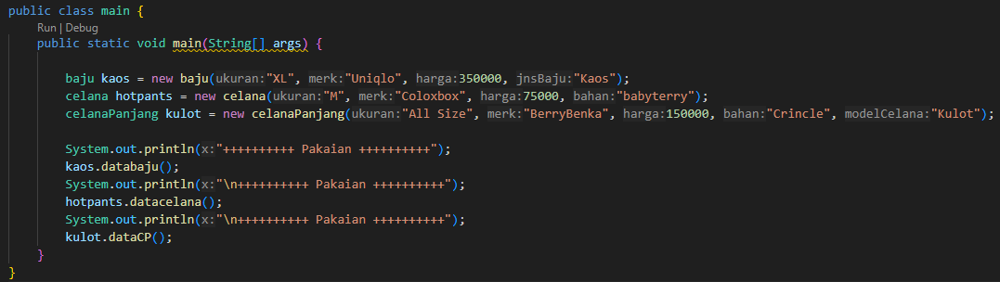 public class main {
Run | Debug
public static void main(String[] args) {
baju kaos = new baju(ukuran:"XL", merk:"Uniqlo", harga:350000, jnsBaju:"Kaos");
celana hotpants = new celana(ukuran:"M", merk:"Coloxbox", harga:75000, bahan:"babyterry");
celanaPanjang kulot = new celanaPanjang(ukuran:"All Size", merk:"BerryBenka", harga:150000, bahan:"Crincle", modelCelana:"Kulot");
System.out.println(x:"++++++++++ Pakaian ++++++++++");
kaos.databaju();
System.out.println(x:"\n++++++++++ Pakaian ++++++++++");
hotpants.datacelana();
System.out.println(x:"\n++++++++++ Pakaian ++++++++++");
kulot.dataCP();
}
}